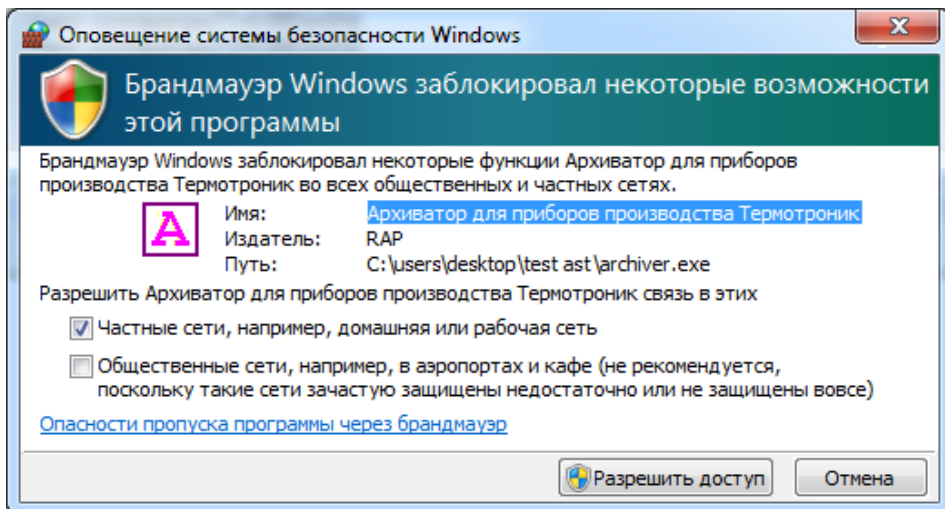 Оповещение системы безопасности Windows
Брандмауэр Windows заблокировал некоторые возможности
этой программы
Брандмауэр Windows заблокировал некоторые функции Архиватор для приборов
производства Термотроник во всех общественных и частных сетях.
A
Имя: Архиватор для приборов производства Термотроник
Издатель: RAP
Путь: C:\users\desktop\test ast\archiver.exe
Разрешить Архиватор для приборов производства Термотроник связь в этих
Частные сети, например, домашняя или рабочая сеть
Общественные сети, например, в аэропортах и кафе (не рекомендуется,
поскольку такие сети зачастую защищены недостаточно или не защищены вовсе)
Опасности пропуска программы через брандмауэр
Разрешить доступ
Отмена